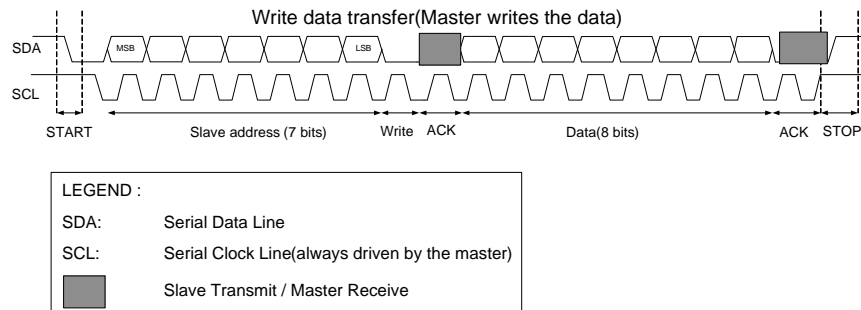 Write data transfer(Master writes the data)
SDA
MSB
LSB
SCL
START
Slave address (7 bits)
Write
ACK
Data(8 bits)
ACK
STOP
LEGEND :
SDA: Serial Data Line
SCL: Serial Clock Line(always driven by the master)
Slave Transmit / Master Receive